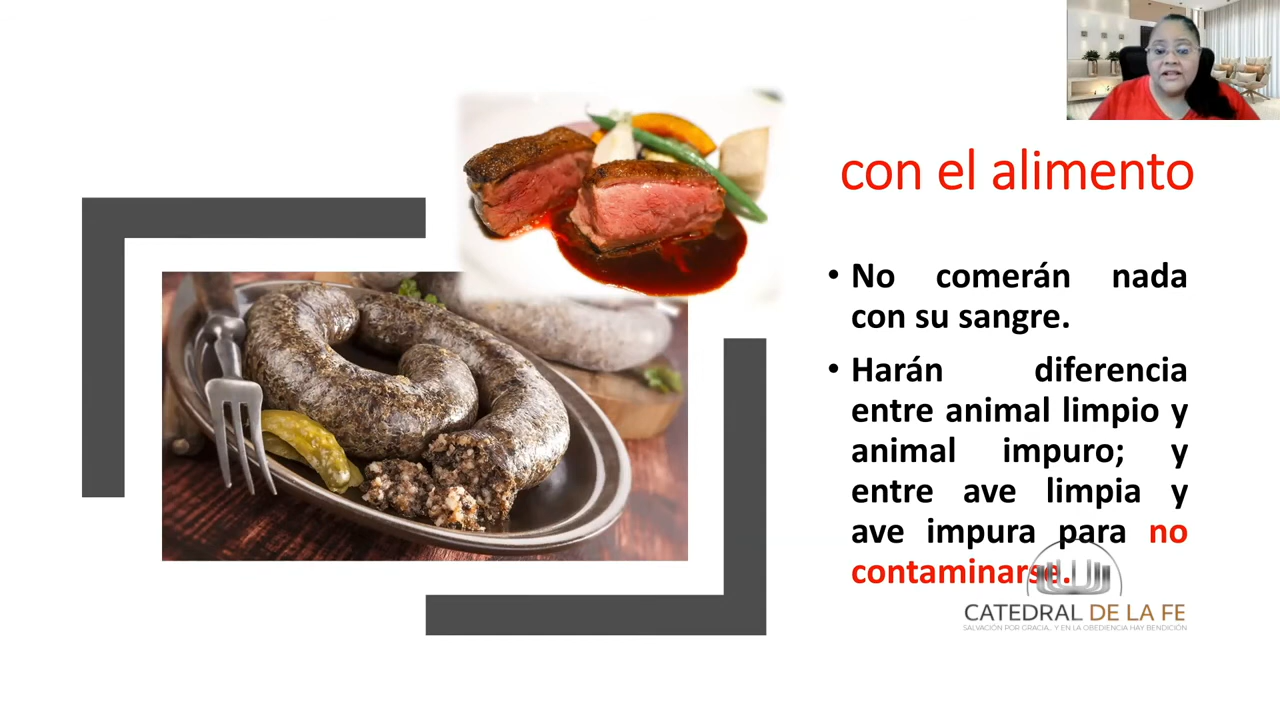 con el alimento
• No comerán nada
con su sangre.
• Harán diferencia
entre animal limpio y
animal impuro; y
entre ave limpia y
ave impura para no
contaminarse.
CATEDRAL DE LA FE
SALVACIÓN POR GRACIA, Y EN LA OBEDIENCIA HAY BENDICIÓN